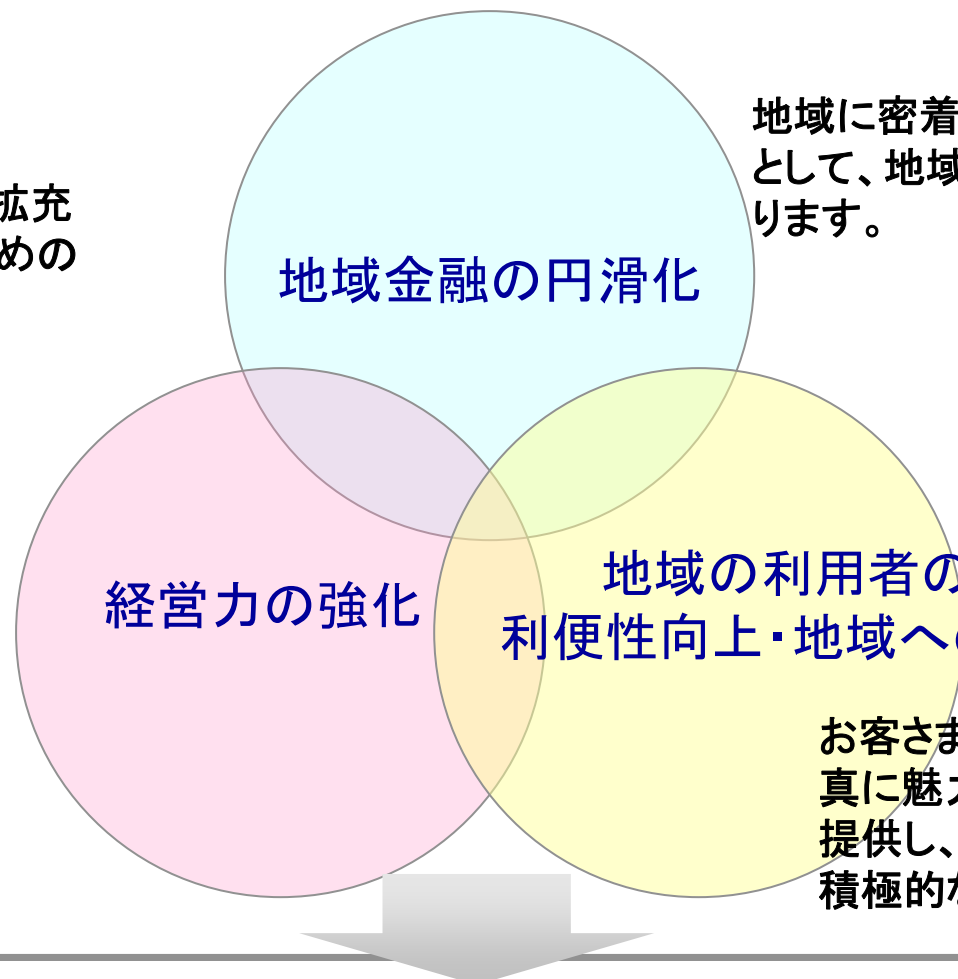 地域に密着
として、地域
ります。
拡充
めの
地域金融の円滑化
経営力の強化
地域の利用者の
利便性向上・地域への
お客さま
真に魅力
提供し、
積極的な